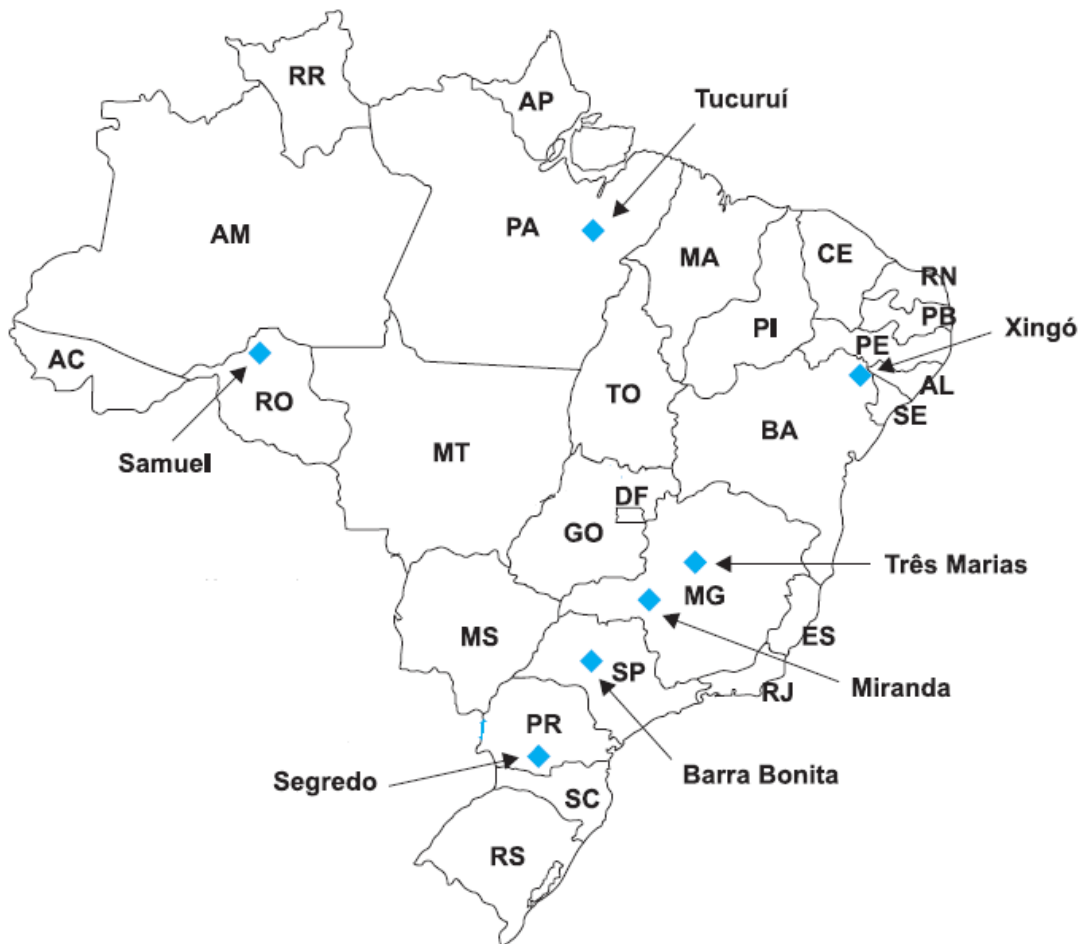 RR
AP
Tucuruí
AM
PA
MA
CE
RN
PI
PB
Xingó
PE
AC
RO
TO
AL
SE
BA
Samuel
MT
DF
GO
Três Marias
MG
MS
ES
SP
RJ
Miranda
PR
Segredo
Barra Bonita
SC
RS